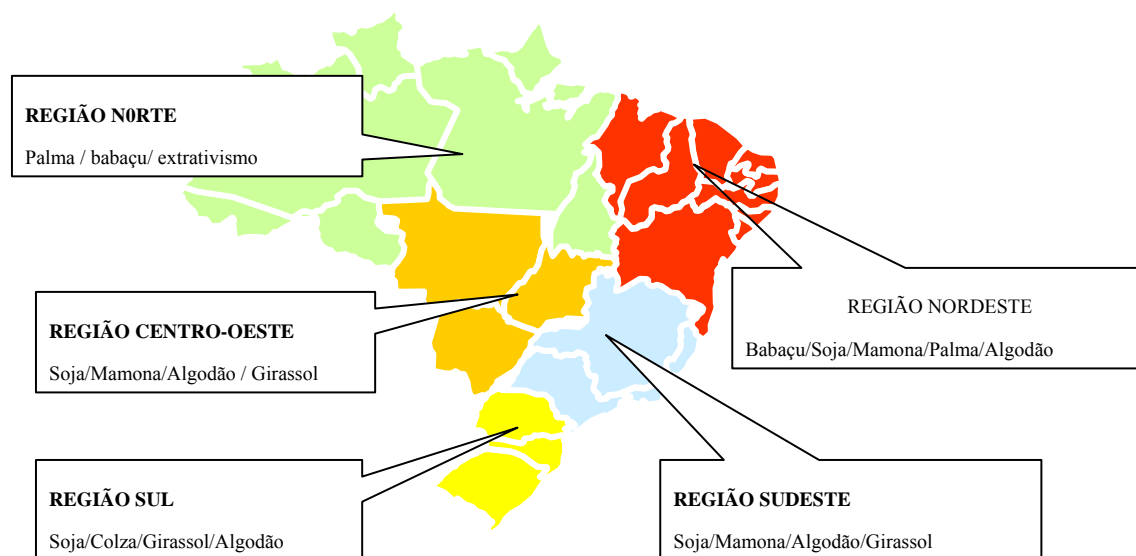 REGIÃO N0RTE
Palma / babaçu/ extrativismo
REGIÃO NORDESTE
Babaçu/Soja/Mamona/Palma/Algodão
REGIÃO CENTRO-OESTE
Soja/Mamona/Algodão / Girassol
REGIÃO SUL
Soja/Colza/Girassol/Algodão
REGIÃO SUDESTE
Soja/Mamona/Algodão/Girassol